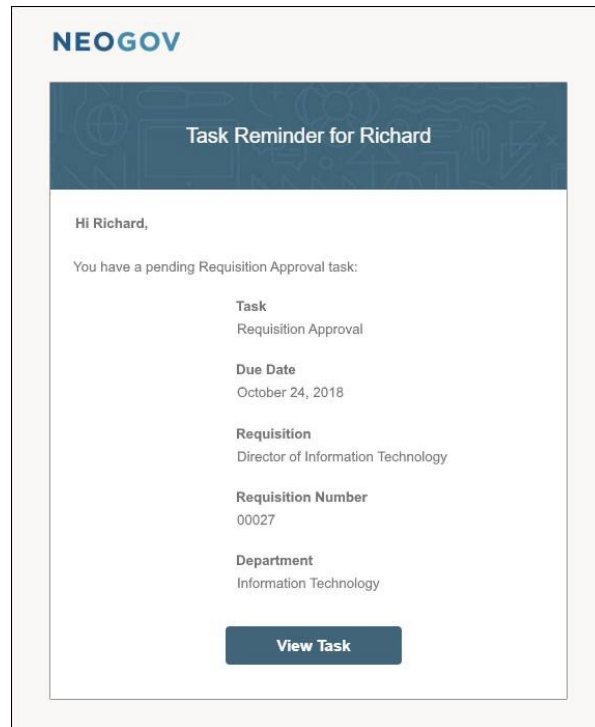 NEOGOV
Task Reminder for Richard
Hi Richard,
You have a pending Requisition Approval task:
Task
Requisition Approval
Due Date
October 24, 2018
Requisition
Director of Information Technology
Requisition Number
00027
Department
Information Technology
View Task